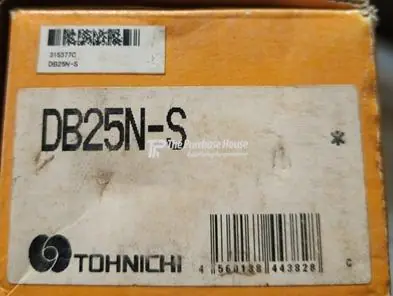 315377C
DB25N-S
DB25N-S
The Purchase House
*
TOHNICHI
4 560138 443828
C